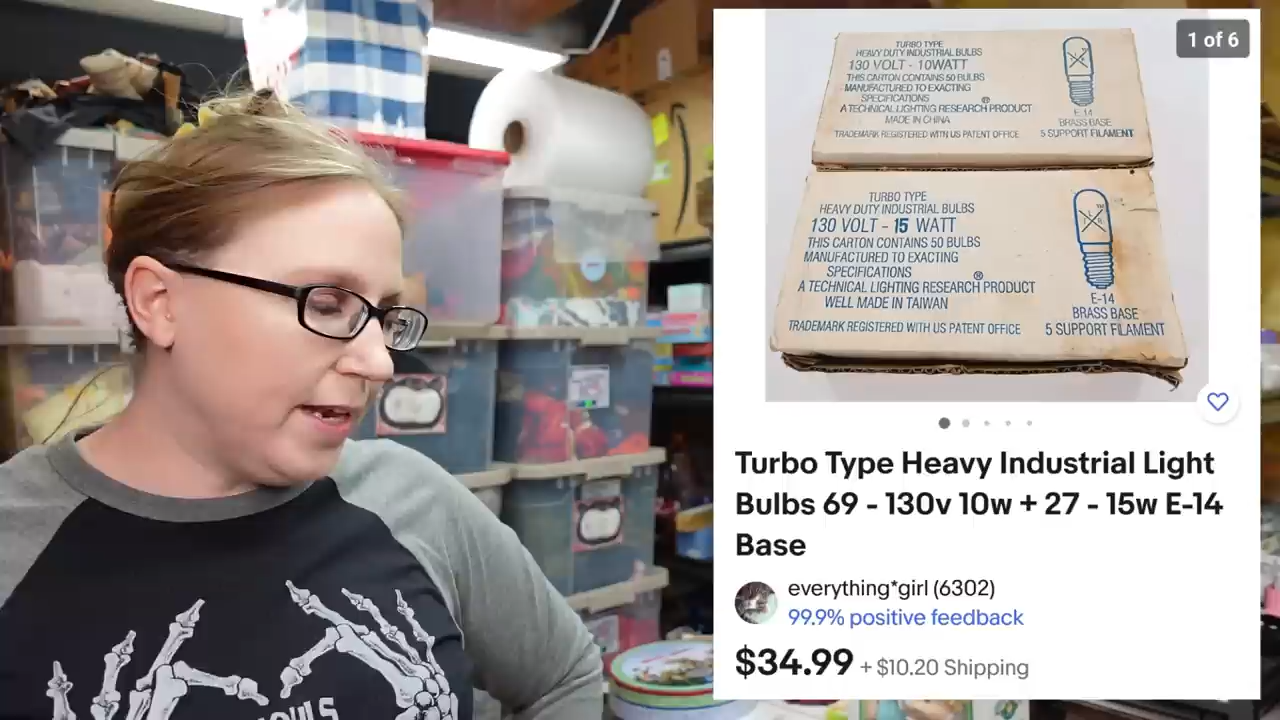 1 of 6
TURBO TYPE
HEAVY DUTY INDUSTRIAL BULBS
130 VOLT - 10WATT
THIS CARTON CONTAINS 50 BULBS
MANUFACTURED TO EXACTING
SPECIFICATIONS
A TECHNICAL LIGHTING RESEARCH® PRODUCT
MADE IN CHINA
TRADEMARK REGISTERED WITH US PATENT OFFICE
E-14
BRASS BASE
5 SUPPORT FILAMENT
TURBO TYPE
HEAVY DUTY INDUSTRIAL BULBS
130 VOLT - 15 WATT
THIS CARTON CONTAINS 50 BULBS
MANUFACTURED TO EXACTING
SPECIFICATIONS
A TECHNICAL LIGHTING RESEARCH® PRODUCT
WELL MADE IN TAIWAN
TRADEMARK REGISTERED WITH US PATENT OFFICE
E-14
BRASS BASE
5 SUPPORT FILAMENT
Turbo Type Heavy Industrial Light
Bulbs 69 - 130v 10w + 27 - 15w E-14
Base
everything*girl (6302)
99.9% positive feedback
$34.99 + $10.20 Shipping